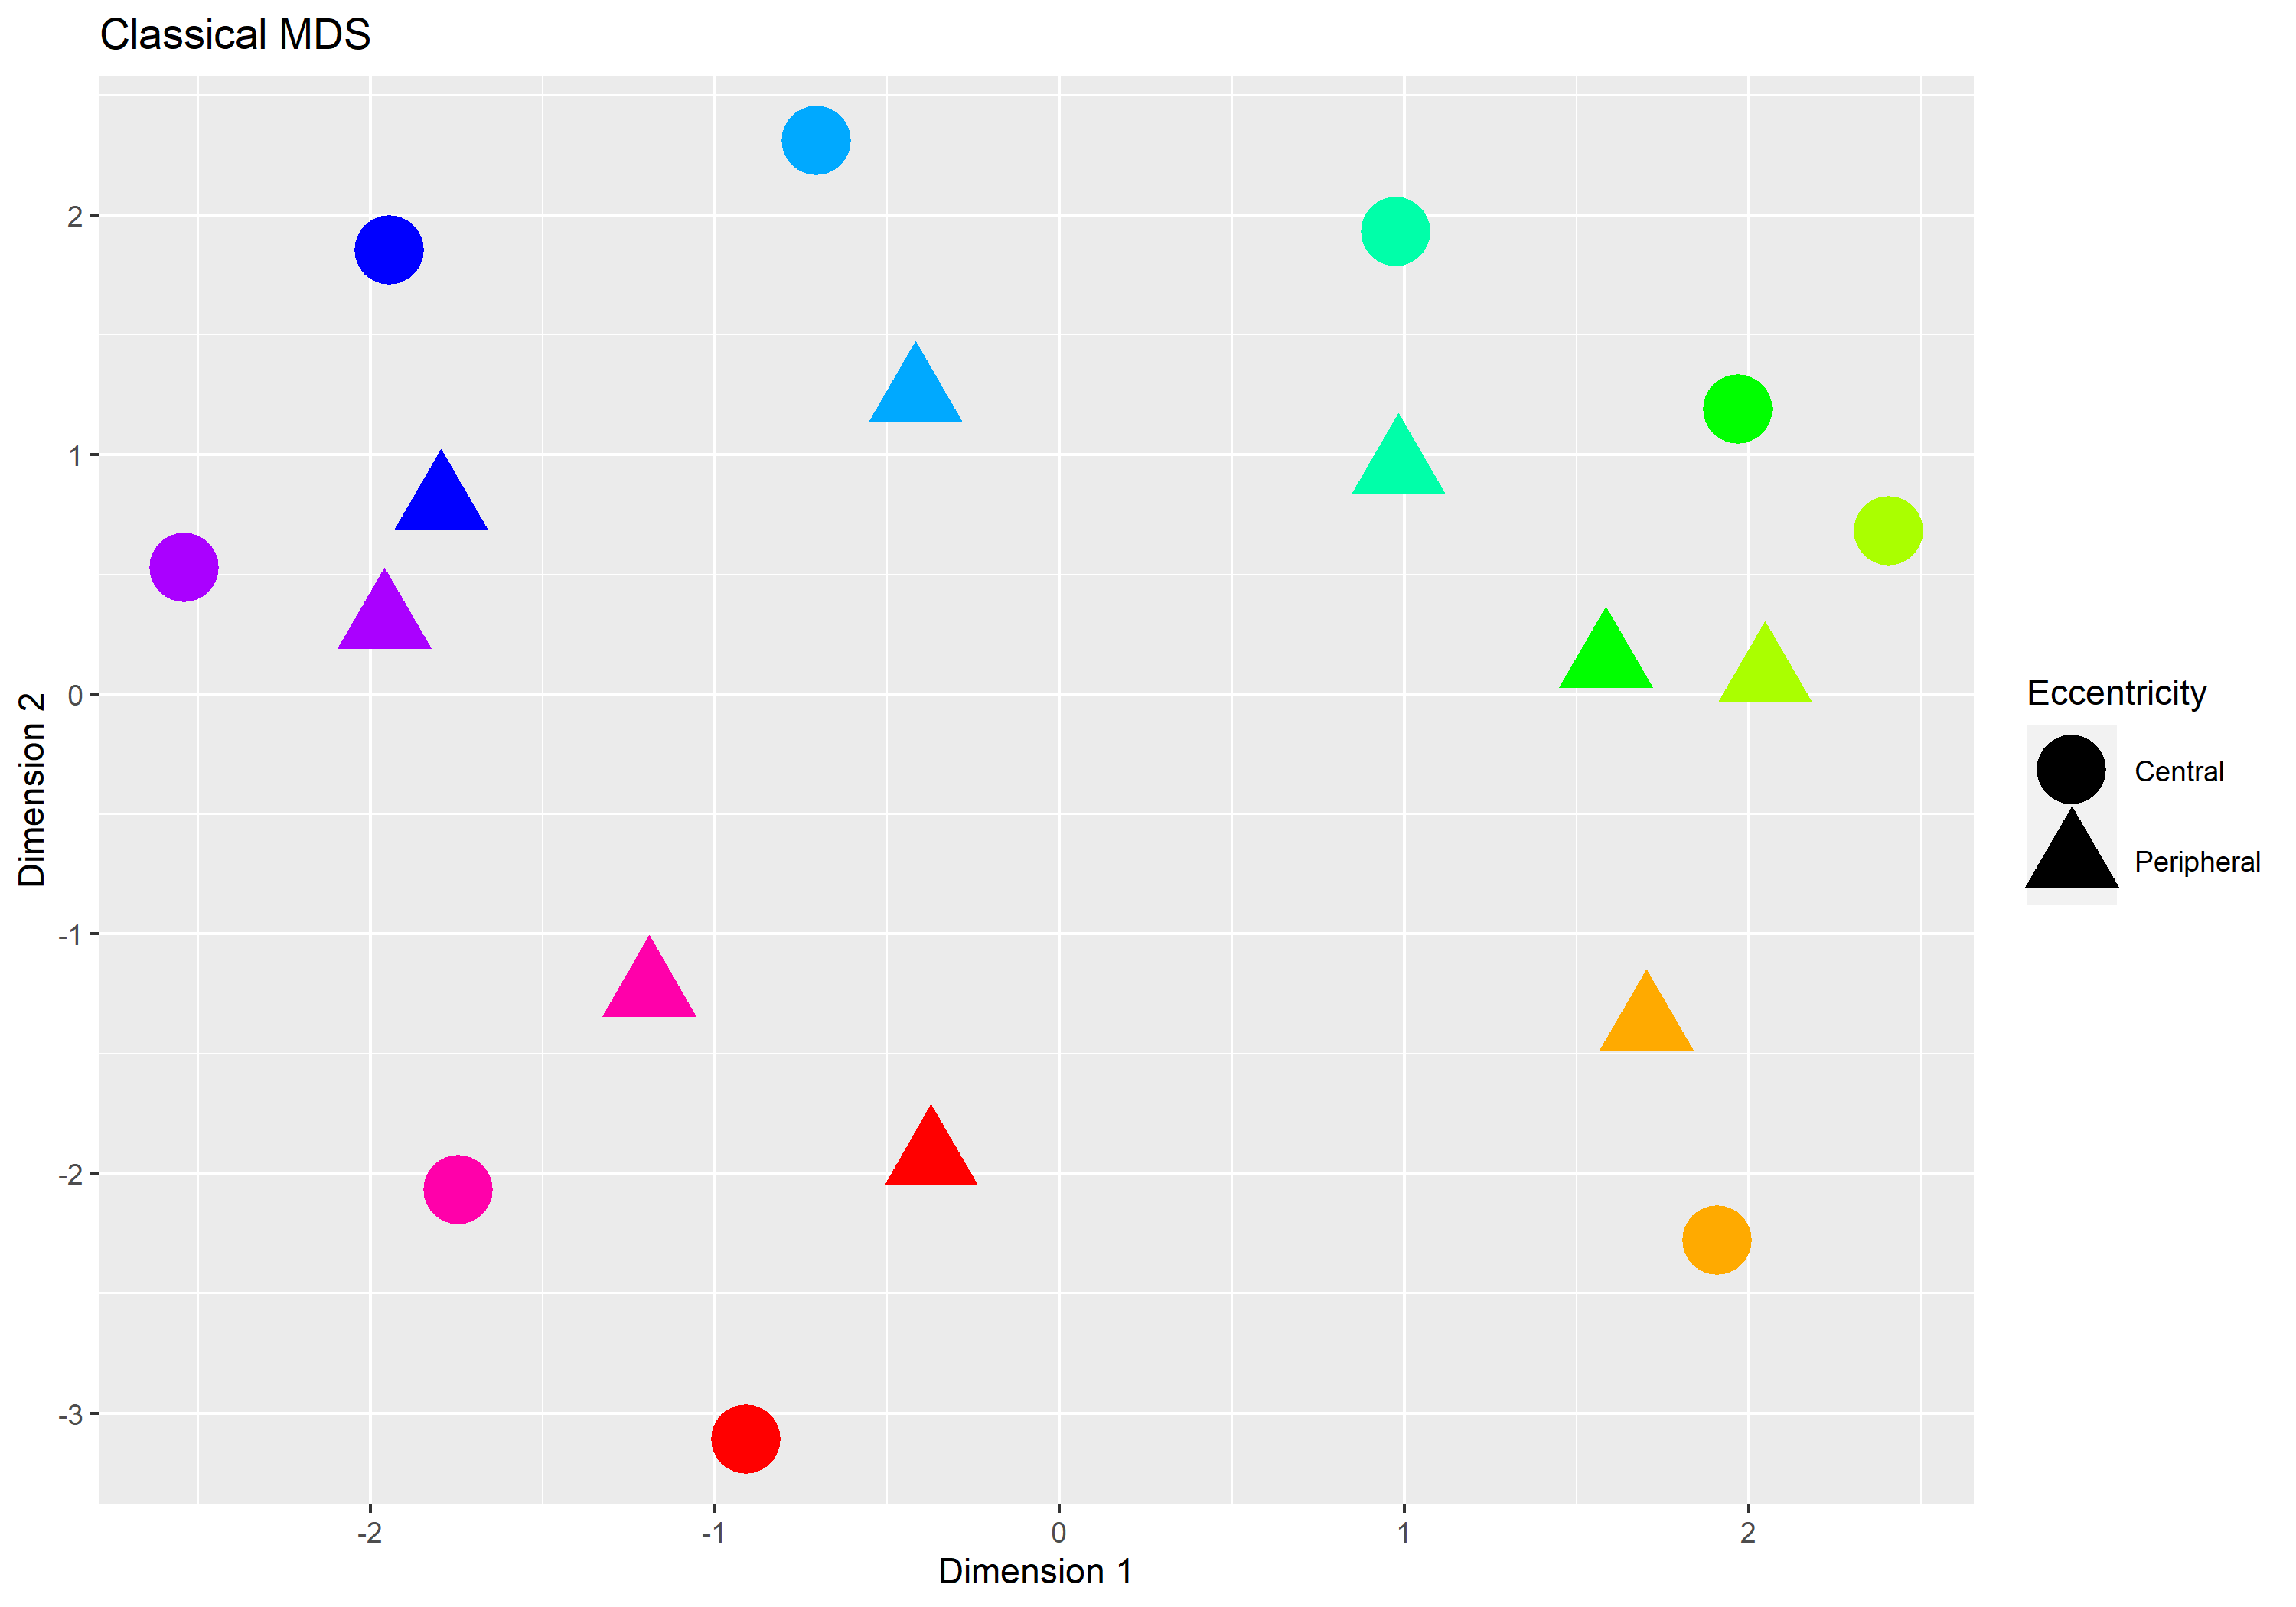 Classical MDS
2
1
0
-1
-2
-3
Dimension 2
-2
-1
0
1
2
Dimension 1
Eccentricity
Central
Peripheral